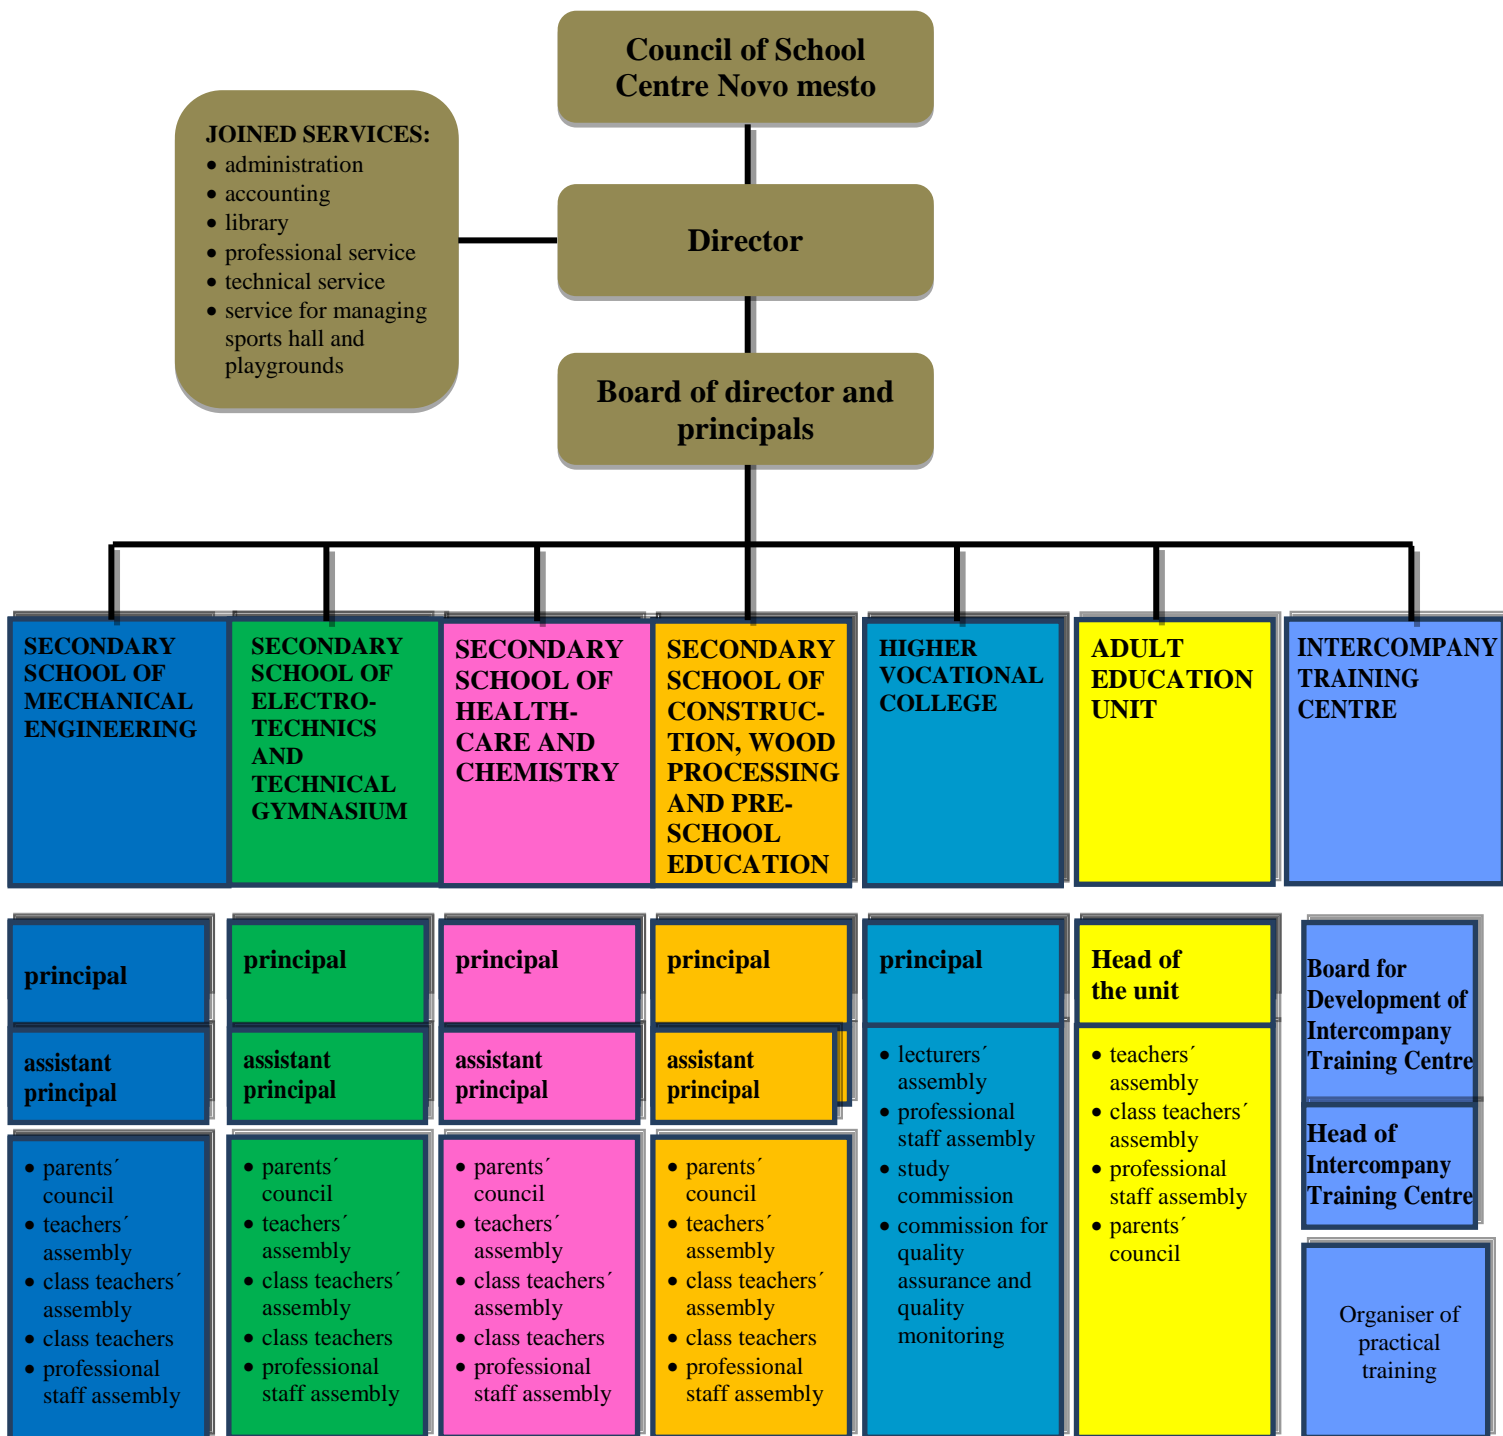 Council of School
Centre Novo mesto
JOINED SERVICES:
• administration
• accounting
• library
• professional service
• technical service
• service for managing
sports hall and
playgrounds
Director
Board of director and
principals
SECONDARY
SCHOOL OF
MECHANICAL
ENGINEERING
SECONDARY
SCHOOL OF
ELECTRO-
TECHNICS
AND
TECHNICAL
GYMNASIUM
SECONDARY
SCHOOL OF
HEALTH-
CARE AND
CHEMISTRY
SECONDARY
SCHOOL OF
CONSTRUC-
TION, WOOD
PROCESSING
AND PRE-
SCHOOL
EDUCATION
HIGHER
VOCATIONAL
COLLEGE
ADULT
EDUCATION
UNIT
INTERCOMPANY
TRAINING
CENTRE
principal
principal
principal
principal
principal
Head of
the unit
Board for
Development of
Intercompany
Training Centre
assistant
principal
assistant
principal
assistant
principal
assistant
principal
• lecturers´
assembly
• professional
staff assembly
• study
commission
• commission for
quality
assurance and
quality
monitoring
• teachers´
assembly
• class teachers´
assembly
• professional
staff assembly
• parents´
council
Head of
Intercompany
Training Centre
• parents´
council
• teachers´
assembly
• class teachers´
assembly
• class teachers
• professional
staff assembly
• parents´
council
• teachers´
assembly
• class teachers´
assembly
• class teachers
• professional
staff assembly
• parents´
council
• teachers´
assembly
• class teachers´
assembly
• class teachers
• professional
staff assembly
• parents´
council
• teachers´
assembly
• class teachers´
assembly
• class teachers
• professional
staff assembly
Organiser of
practical
training